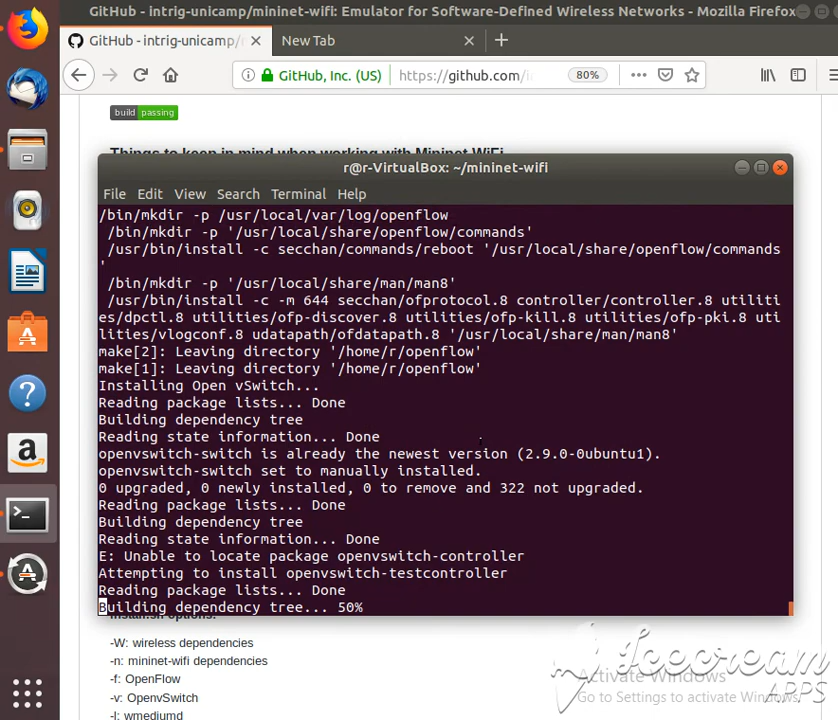 GitHub - intrig-unicamp/mininet-wifi: Emulator for Software-Defined Wireless Networks - Mozilla Firefox
GitHub - intrig-unicamp/
New Tab
GitHub, Inc. (US)
https://github.com/
80%
build passing
Things to keep in mind when working with Mininet WiFi
r@r-VirtualBox: ~/mininet-wifi
File Edit View Search Terminal Help
/bin/mkdir -p /usr/local/var/log/openflow
/bin/mkdir -p '/usr/local/share/openflow/commands'
/usr/bin/install -c secchan/commands/reboot '/usr/local/share/openflow/commands
'
/bin/mkdir -p '/usr/local/share/man/man8'
/usr/bin/install -c -m 644 secchan/ofprotocol.8 controller/controller.8 utiliti
es/dpctl.8 utilities/ofp-discover.8 utilities/ofp-kill.8 utilities/ofp-pki.8 uti
lities/vlogconf.8 udatapath/ofdatapath.8 '/usr/local/share/man/man8'
make[2]: Leaving directory '/home/r/openflow'
make[1]: Leaving directory '/home/r/openflow'
Installing Open vSwitch...
Reading package lists... Done
Building dependency tree
Reading state information... Done
openvswitch-switch is already the newest version (2.9.0-0ubuntu1).
openvswitch-switch set to manually installed.
0 upgraded, 0 newly installed, 0 to remove and 322 not upgraded.
Reading package lists... Done
Building dependency tree
Reading state information... Done
E: Unable to locate package openvswitch-controller
Attempting to install openvswitch-testcontroller
Reading package lists... Done
Building dependency tree... 50%
install.sh options:
-W: wireless dependencies
-n: mininet-wifi dependencies
-f: OpenFlow
-v: OpenvSwitch
-l: wmediumd
Icecream
APPS
Activate Windows
Go to Settings to activate Windows.